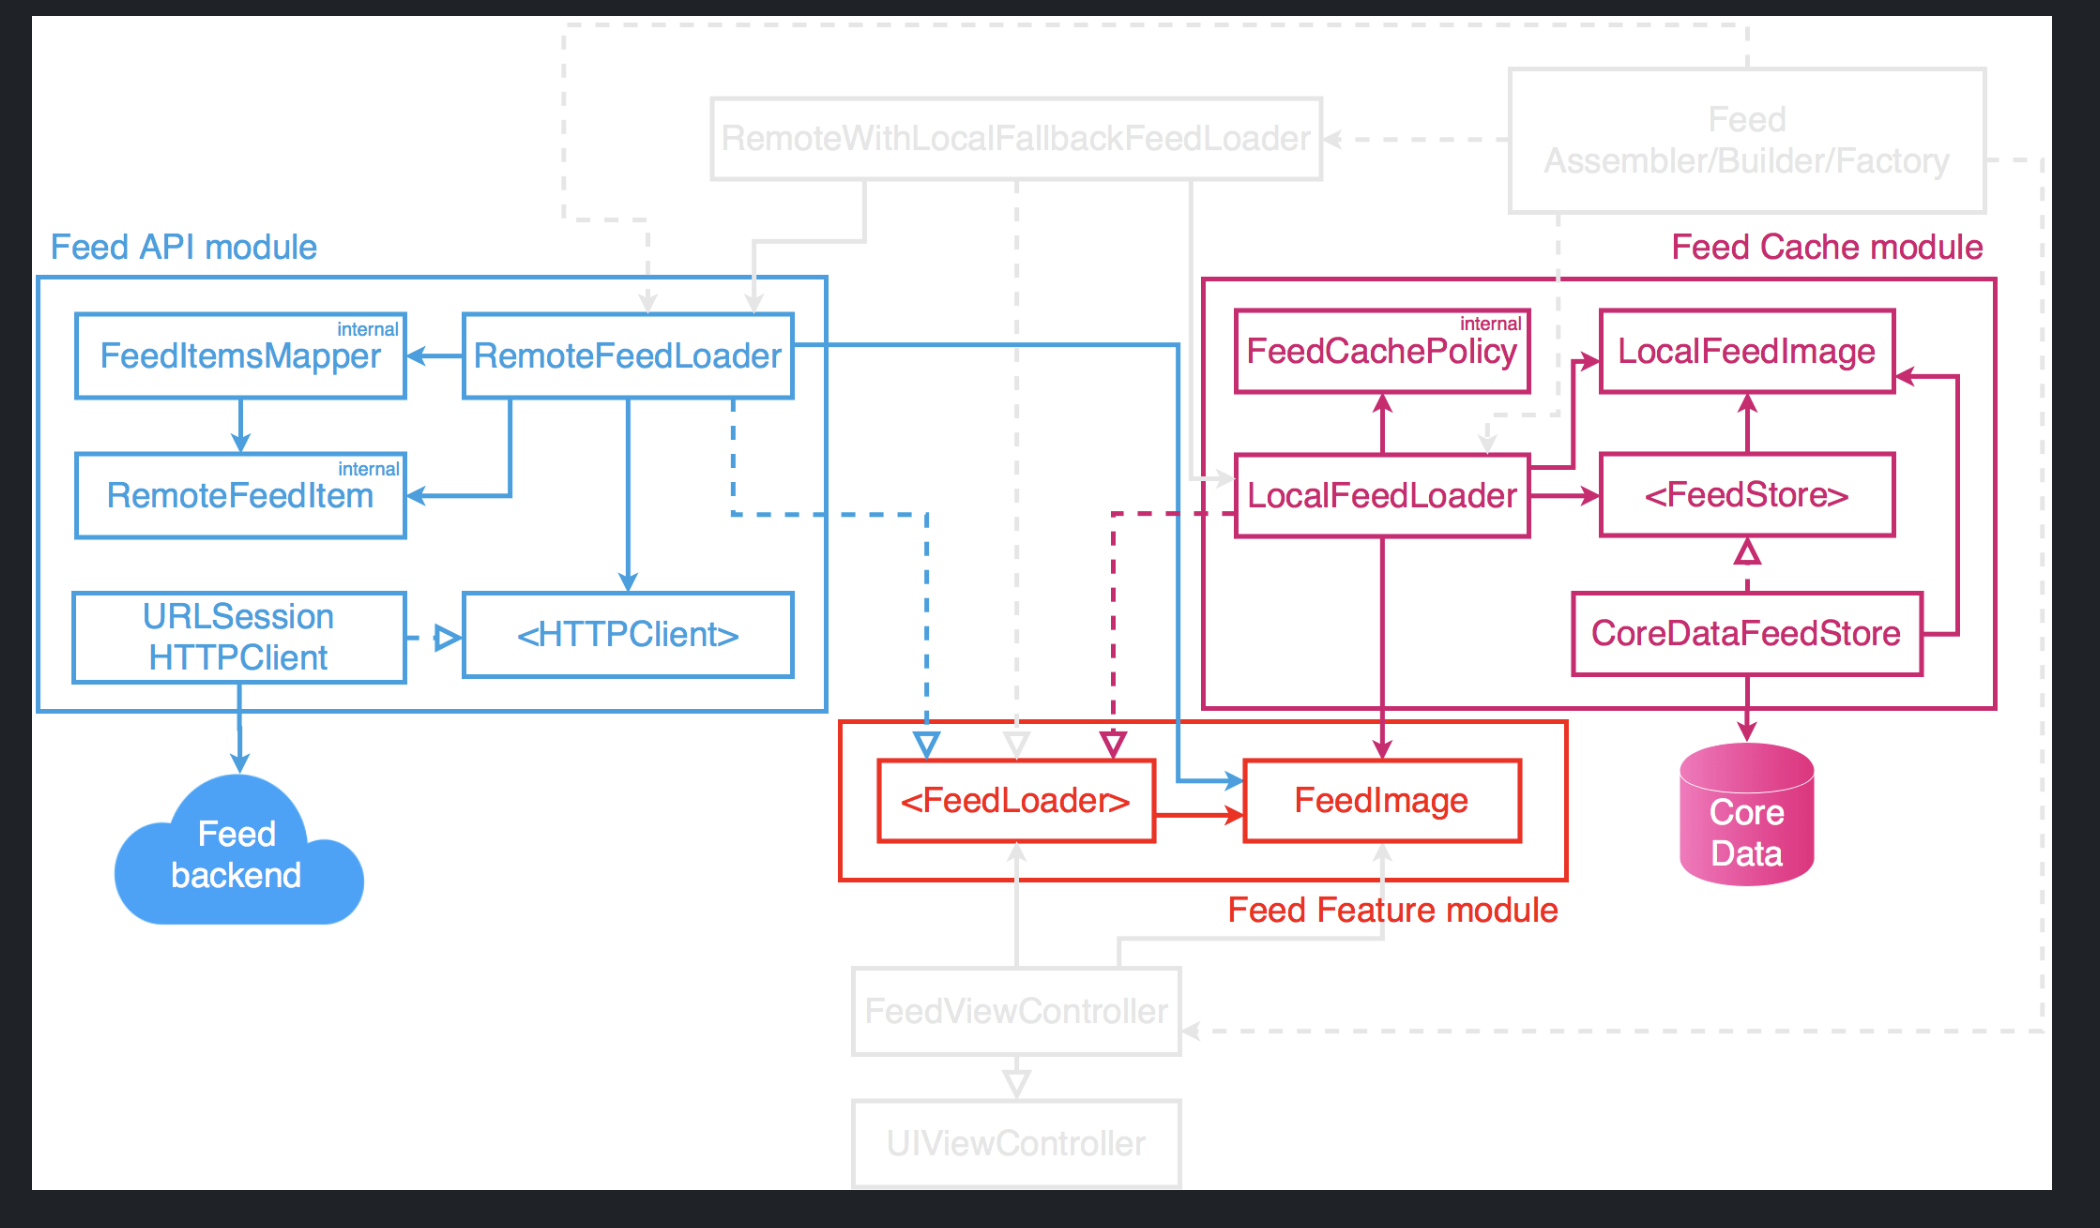 Feed
Assembler/Builder/Factory
RemoteWithLocalFallbackFeedLoader
Feed API module
internal
FeedItemsMapper
RemoteFeedLoader
internal
RemoteFeedItem
URLSession
HTTPClient
<HTTPClient>
Feed
backend
Feed Cache module
internal
FeedCachePolicy
LocalFeedImage
LocalFeedLoader
<FeedStore>
CoreDataFeedStore
Core
Data
<FeedLoader>
FeedImage
Feed Feature module
FeedViewController
UIViewController